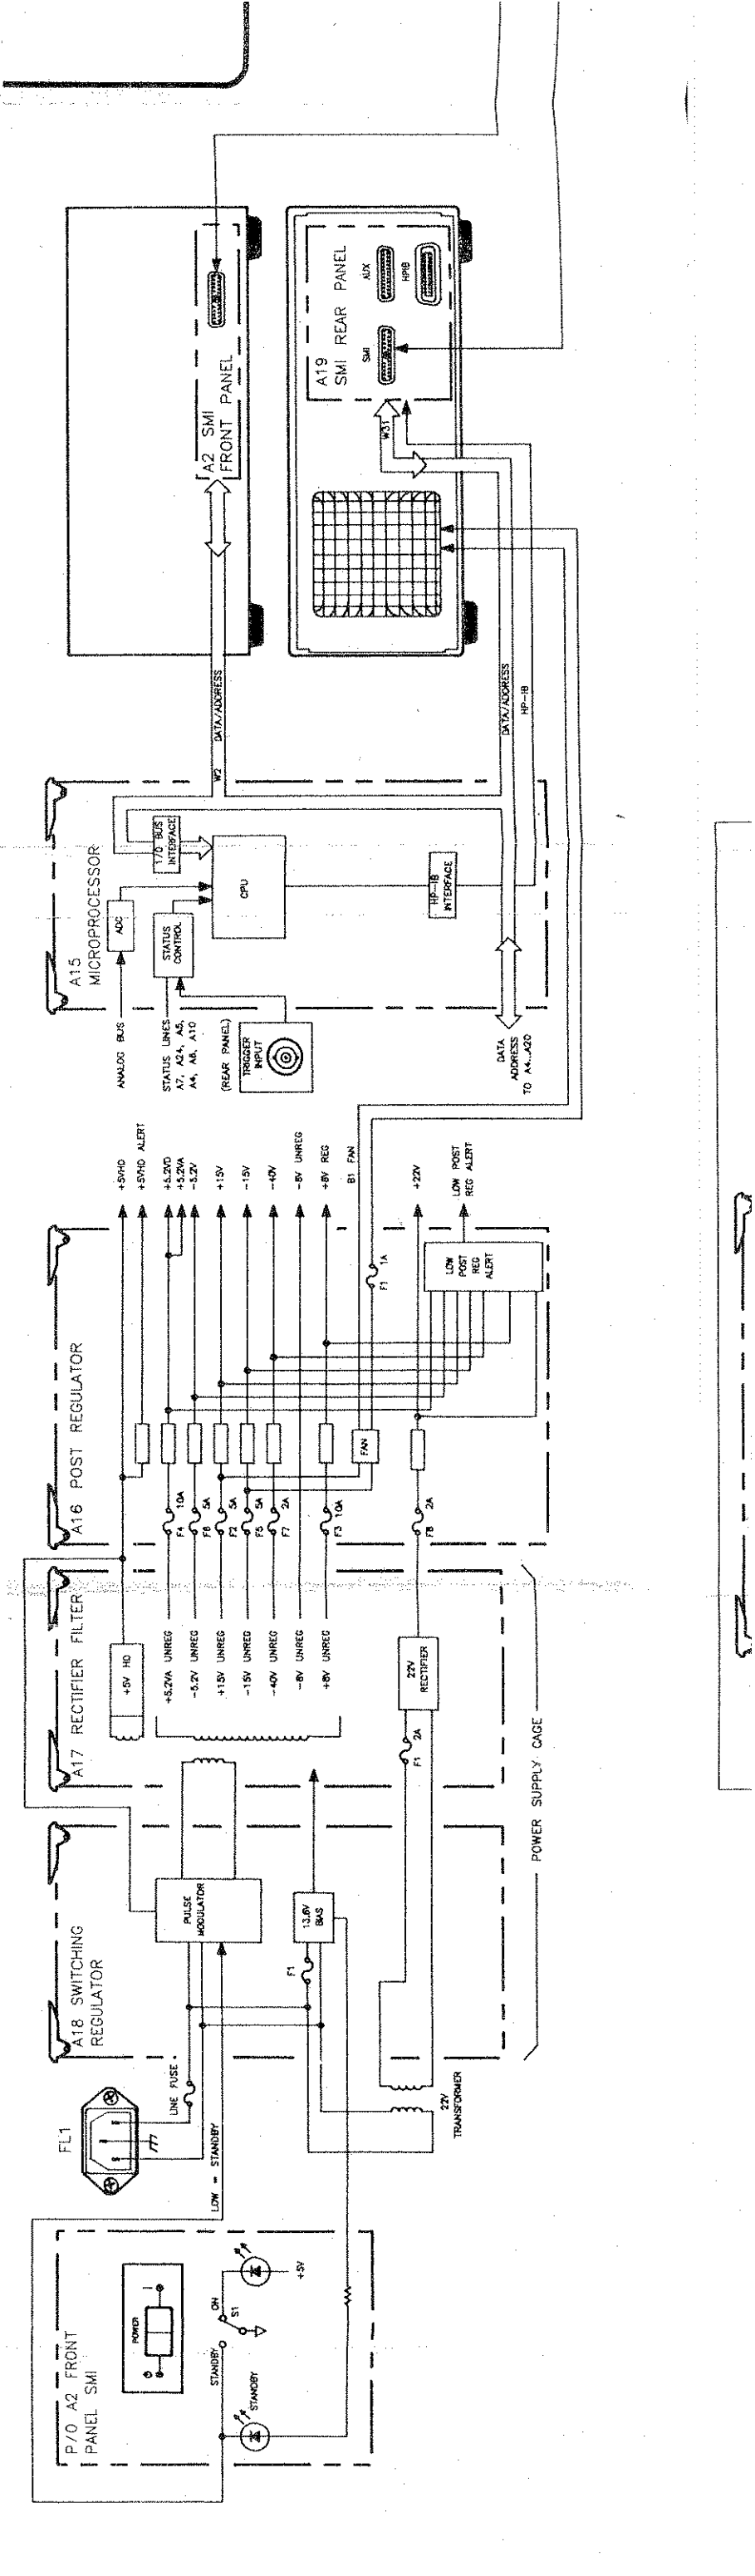 P/O A2 FRONT
PANEL SMI
POWER
STANDBY
ON
S1
STANDBY
+5V
FL1
LINE FUSE
LOW = STANDBY
A18 SWITCHING
REGULATOR
PULSE
MODULATOR
F1
13.6V
BIAS
22V
TRANSFORMER
A17 RECTIFIER FILTER
+5V HD
+5.2VA UNREG
-5.2V UNREG
+15V UNREG
-15V UNREG
-40V UNREG
-8V UNREG
+8V UNREG
F1
2A
22V
RECTIFIER
POWER SUPPLY CAGE
A16 POST REGULATOR
F4
10A
F6
5A
F2
5A
F5
5A
F7
2A
F3
10A
F8
2A
FAN
F1
1A
LOW
POST
REG
ALERT
+5VHD
+5VHD ALERT
+5.2VD
+5.2VA
-5.2V
+15V
-15V
-40V
-8V UNREG
+8V REG
B1 FAN
+22V
LOW POST
REG ALERT
A15
MICROPROCESSOR
ANALOG BUS
ADC
STATUS LINES
A7, A24, A5,
A4, A6, A10
STATUS
CONTROL
(REAR PANEL)
TRIGGER
INPUT
I/O BUS
INTERFACE
CPU
HP-IB
INTERFACE
DATA
ADDRESS
TO A4...A20
W2
DATA/ADDRESS
DATA/ADDRESS
HP-IB
A2 SMI
FRONT PANEL
A19
SMI REAR PANEL
SMI
AUX
HPIB
W31